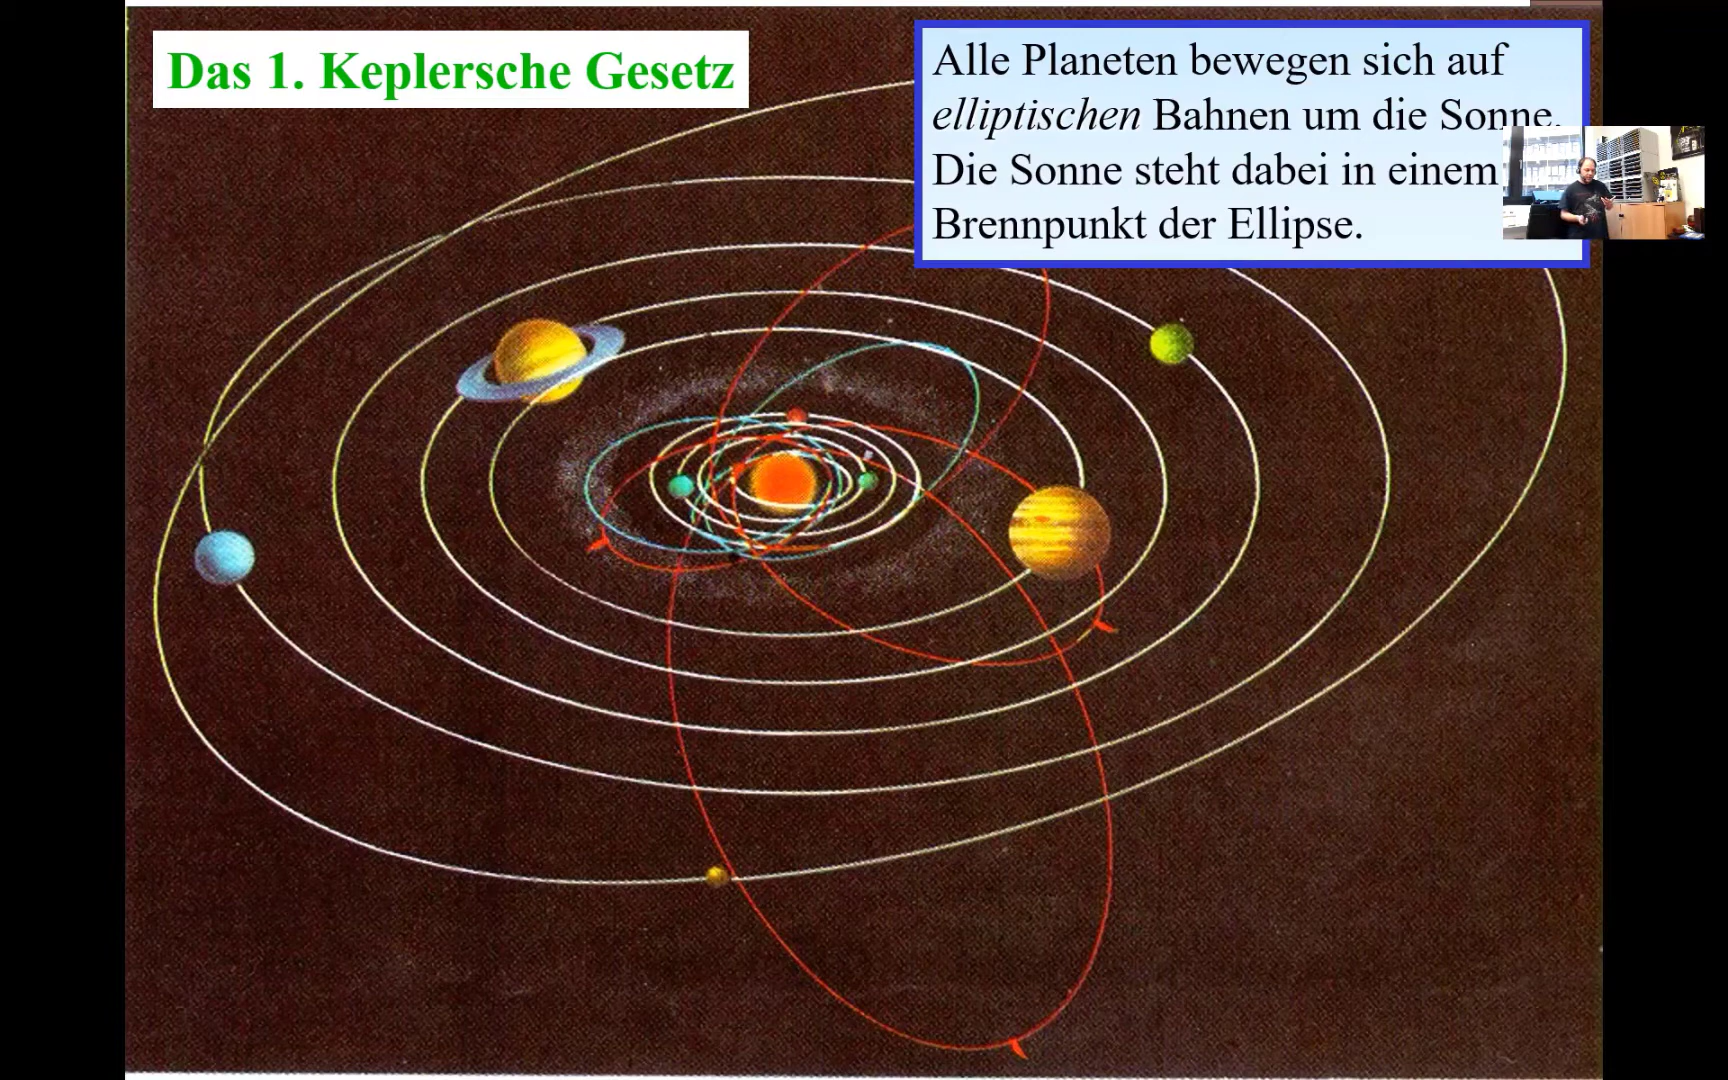 Das 1. Keplersche Gesetz
Alle Planeten bewegen sich auf
elliptischen Bahnen um die Sonne.
Die Sonne steht dabei in einem
Brennpunkt der Ellipse.